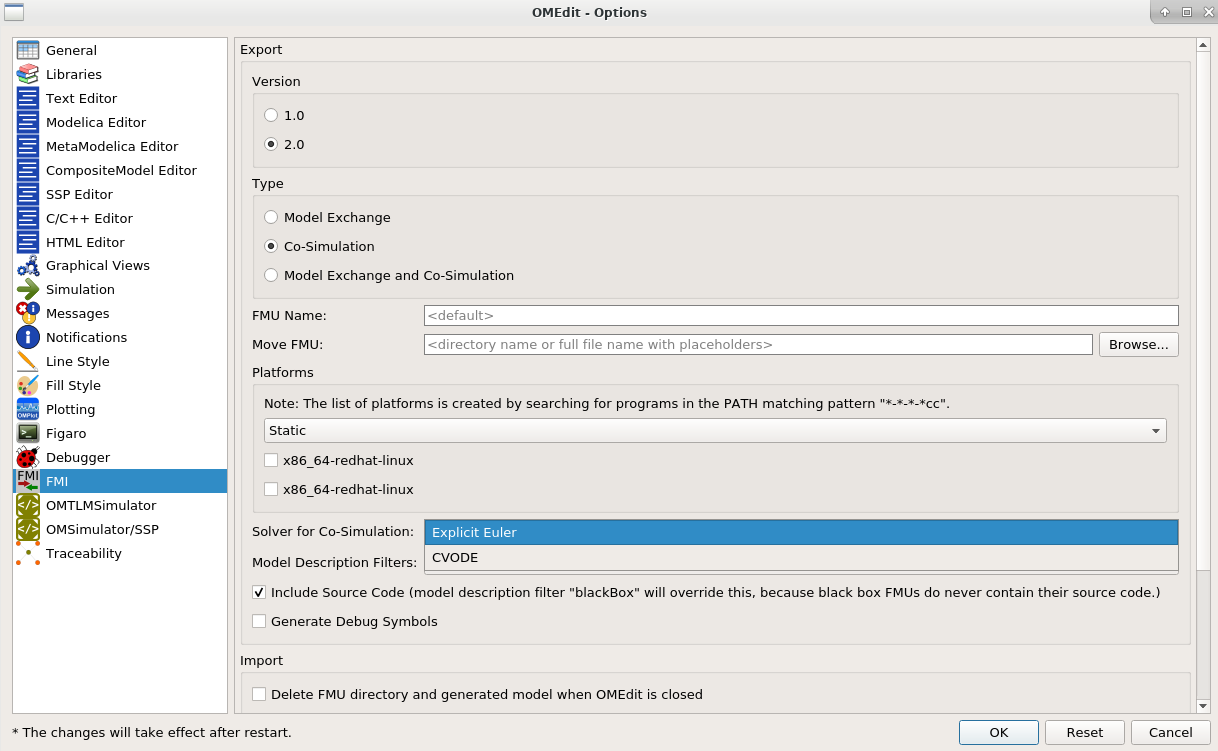 OMEdit - Options
General
Libraries
Text Editor
Modelica Editor
MetaModelica Editor
CompositeModel Editor
SSP Editor
C/C++ Editor
HTML Editor
Graphical Views
Simulation
Messages
Notifications
Line Style
Fill Style
Plotting
OMPlot
Figaro
Debugger
FMI
FMI
OMTLMSimulator
OMSimulator/SSP
Traceability
Export
Version
1.0
2.0
Type
Model Exchange
Co-Simulation
Model Exchange and Co-Simulation
FMU Name: <default>
Move FMU: <directory name or full file name with placeholders> Browse...
Platforms
Note: The list of platforms is created by searching for programs in the PATH matching pattern "*-*-*-*cc".
Static
x86_64-redhat-linux
x86_64-redhat-linux
Solver for Co-Simulation: Explicit Euler
CVODE
Model Description Filters:
Include Source Code (model description filter "blackBox" will override this, because black box FMUs do never contain their source code.)
Generate Debug Symbols
Import
Delete FMU directory and generated model when OMEdit is closed
* The changes will take effect after restart.
OK Reset Cancel